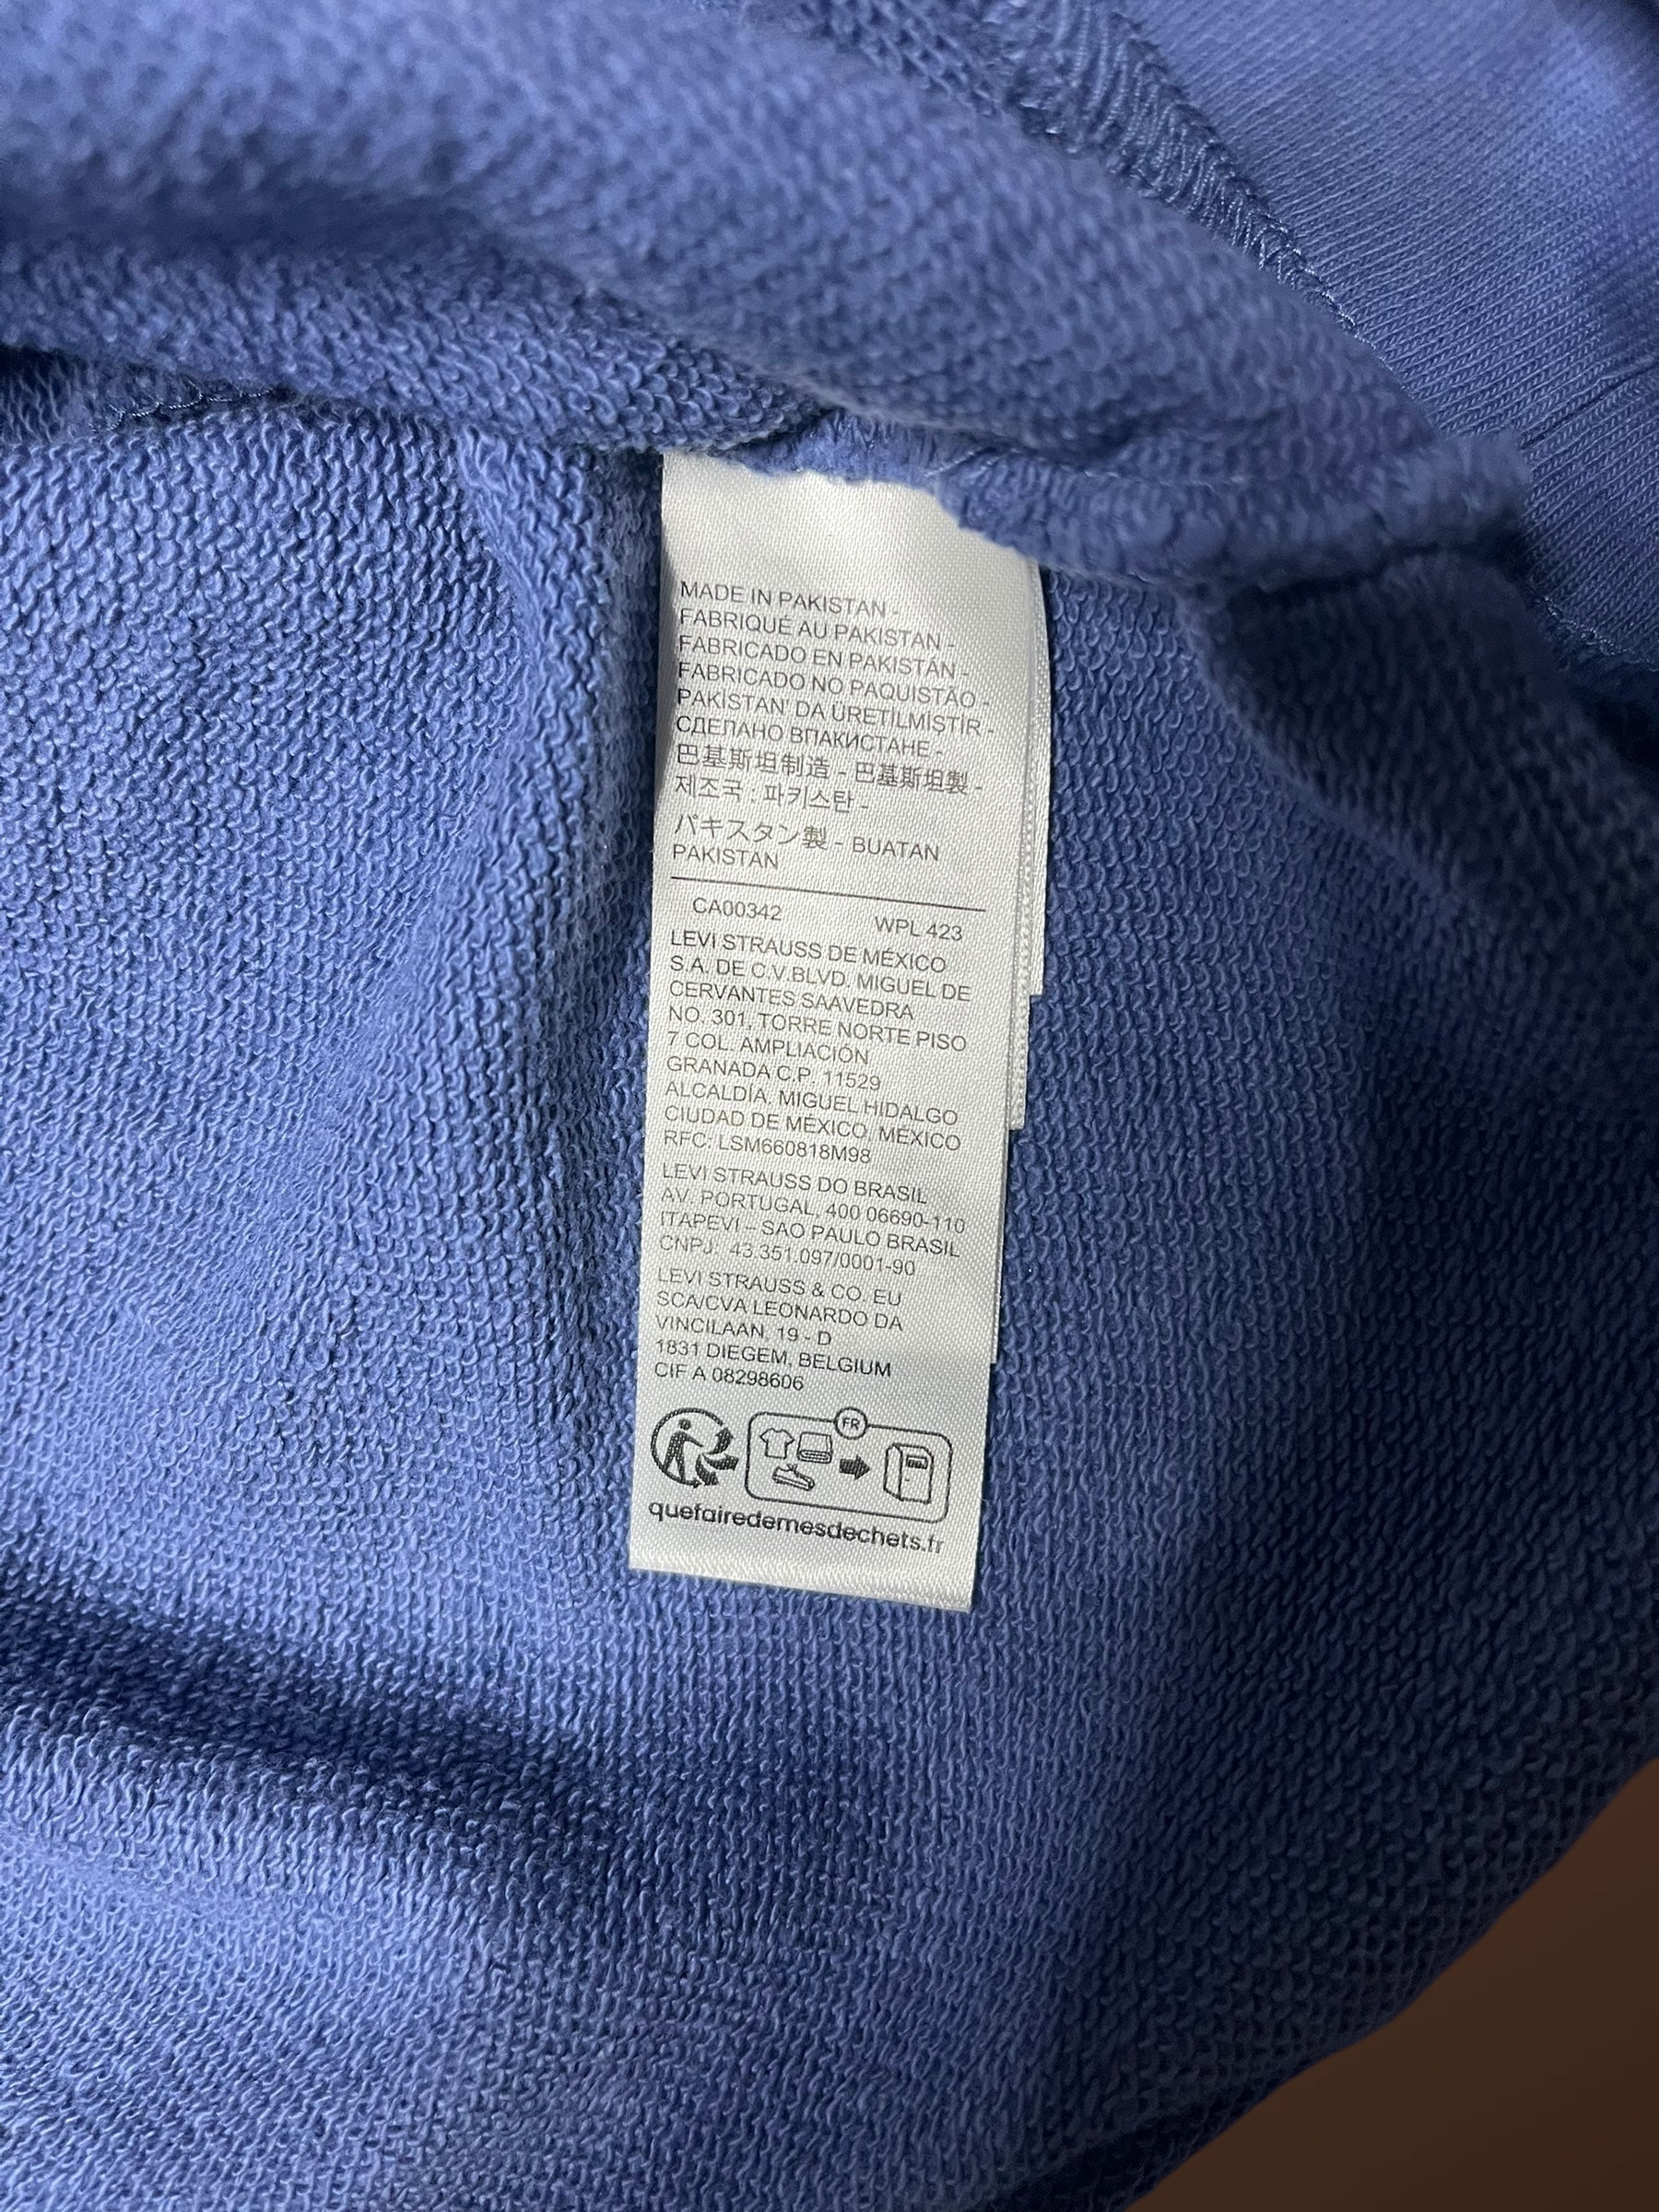 MADE IN PAKISTAN -
FABRIQUÉ AU PAKISTAN -
FABRICADO EN PAKISTÁN -
FABRICADO NO PAQUISTÃO -
PAKİSTAN' DA ÜRETİLMİŞTİR -
СДЕЛАНО ВПАКИСТАНЕ -
巴基斯坦制造 - 巴基斯坦製 -
제조국 : 파키스탄 -
パキスタン製 - BUATAN
PAKISTAN
CA00342 WPL 423
LEVI STRAUSS DE MÉXICO
S.A. DE C.V.BLVD. MIGUEL DE
CERVANTES SAAVEDRA
NO. 301, TORRE NORTE PISO
7 COL. AMPLIACIÓN
GRANADA C.P. 11529
ALCALDÍA. MIGUEL HIDALGO
CIUDAD DE MÉXICO, MÉXICO
RFC: LSM660818M98
LEVI STRAUSS DO BRASIL
AV. PORTUGAL, 400 06690-110
ITAPEVI – SAO PAULO BRASIL
CNPJ: 43.351.097/0001-90
LEVI STRAUSS & CO. EU
SCA/CVA LEONARDO DA
VINCILAAN. 19 - D
1831 DIEGEM, BELGIUM
CIF A 08298606
FR
quefairedemesdechets.fr